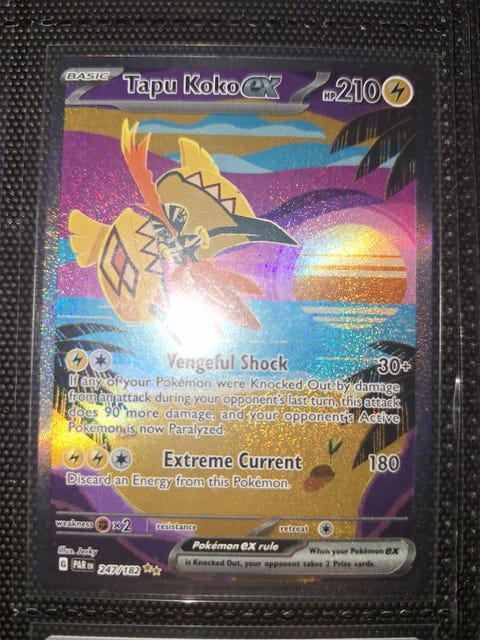 BASIC Tapu Koko ex HP 210
Vengeful Shock 30+
If any of your Pokémon were Knocked Out by damage
from an attack during your opponent's last turn, this attack
does 90 more damage, and your opponent's Active
Pokémon is now Paralyzed.
Extreme Current 180
Discard an Energy from this Pokémon.
weakness x2 resistance retreat
Illus. Jerky
Pokémon ex rule When your Pokémon ex
is Knocked Out, your opponent takes 2 Prize cards.
G PAR EN 247/182